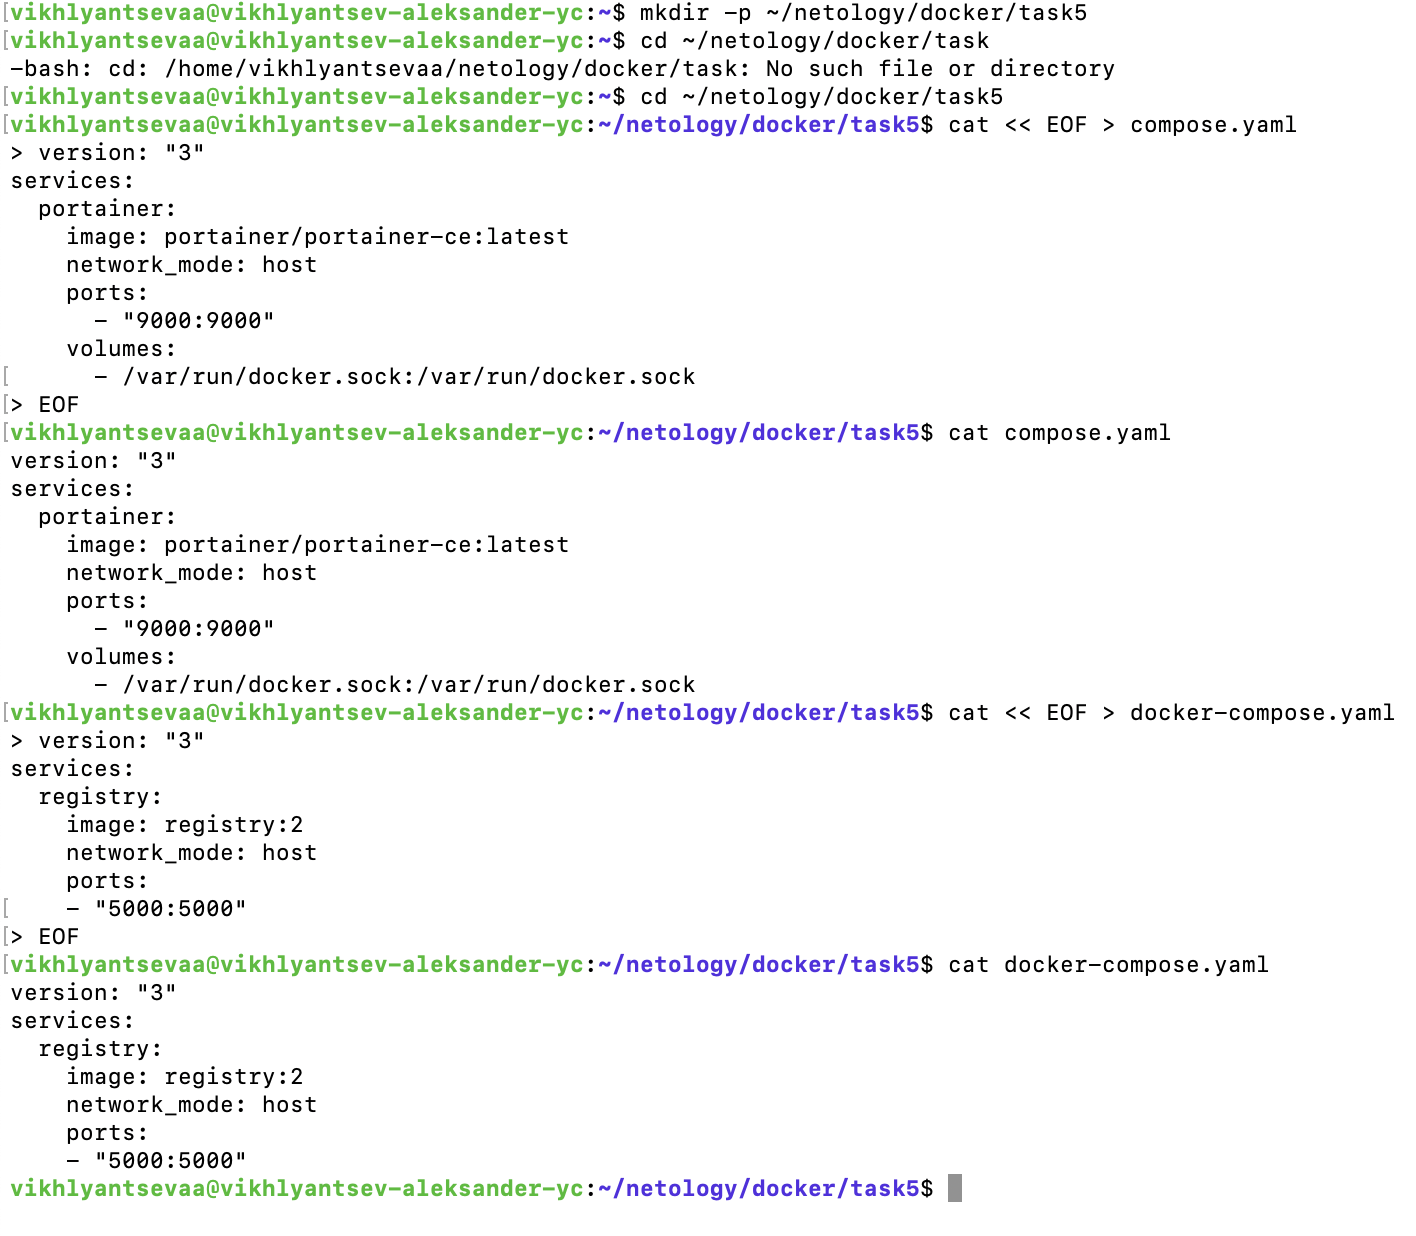 [vikhlyantsevaa@vikhlyantsev-aleksander-yc:~$ mkdir -p ~/netology/docker/task5
[vikhlyantsevaa@vikhlyantsev-aleksander-yc:~$ cd ~/netology/docker/task
-bash: cd: /home/vikhlyantsevaa/netology/docker/task: No such file or directory
[vikhlyantsevaa@vikhlyantsev-aleksander-yc:~$ cd ~/netology/docker/task5
[vikhlyantsevaa@vikhlyantsev-aleksander-yc:~/netology/docker/task5$ cat << EOF > compose.yaml
> version: "3"
services:
  portainer:
    image: portainer/portainer-ce:latest
    network_mode: host
    ports:
      - "9000:9000"
    volumes:
[      - /var/run/docker.sock:/var/run/docker.sock
[> EOF
[vikhlyantsevaa@vikhlyantsev-aleksander-yc:~/netology/docker/task5$ cat compose.yaml
version: "3"
services:
  portainer:
    image: portainer/portainer-ce:latest
    network_mode: host
    ports:
      - "9000:9000"
    volumes:
      - /var/run/docker.sock:/var/run/docker.sock
[vikhlyantsevaa@vikhlyantsev-aleksander-yc:~/netology/docker/task5$ cat << EOF > docker-compose.yaml
> version: "3"
services:
  registry:
    image: registry:2
    network_mode: host
    ports:
[    - "5000:5000"
[> EOF
[vikhlyantsevaa@vikhlyantsev-aleksander-yc:~/netology/docker/task5$ cat docker-compose.yaml
version: "3"
services:
  registry:
    image: registry:2
    network_mode: host
    ports:
    - "5000:5000"
vikhlyantsevaa@vikhlyantsev-aleksander-yc:~/netology/docker/task5$